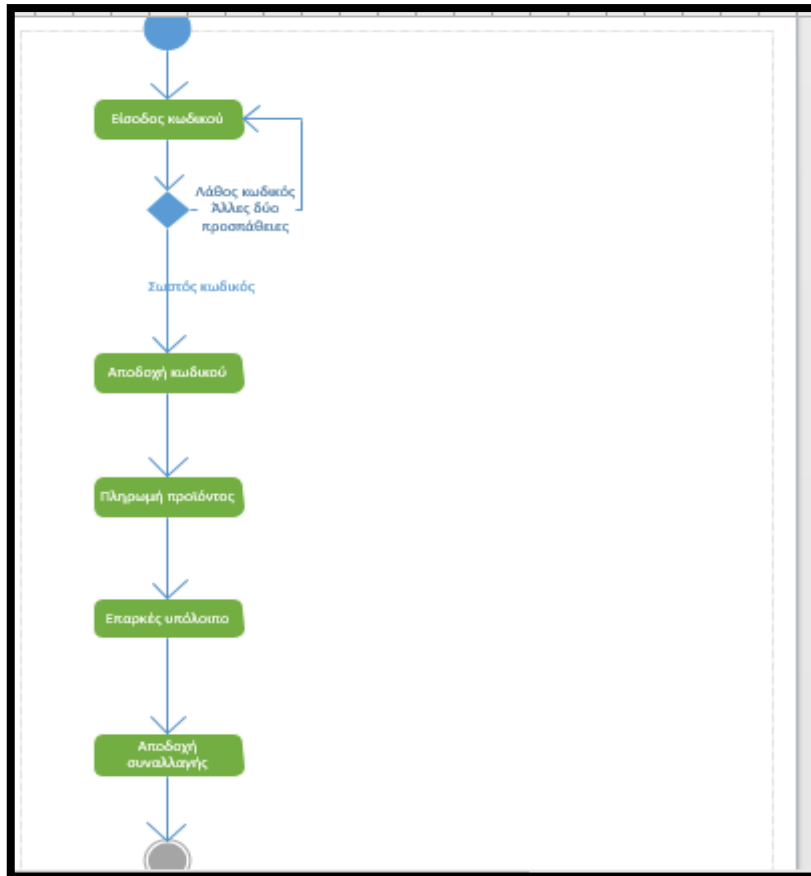 Είσοδος κωδικού
Λάθος κωδικός
Άλλες δύο
προσπάθειες
Σωστός κωδικός
Αποδοχή κωδικού
Πληρωμή προϊόντος
Επαρκές υπόλοιπο
Αποδοχή
συναλλαγής